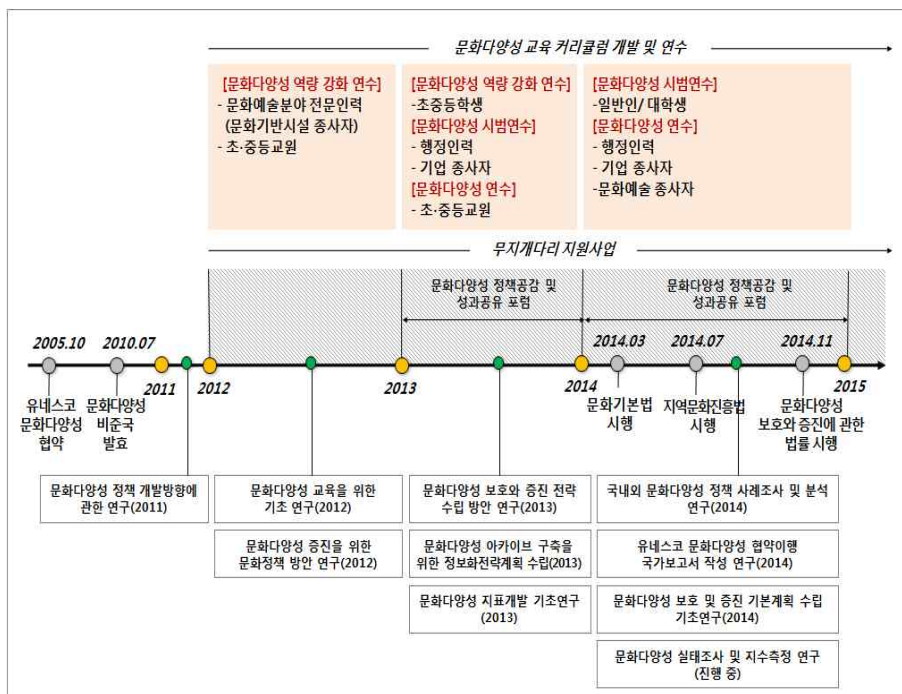 문화다양성 교육 커리큘럼 개발 및 연수
[문화다양성 역량 강화 연수]
- 문화예술분야 전문인력
(문화기반시설 종사자)
- 초·중등교원
[문화다양성 역량 강화 연수]
-초중등학생
[문화다양성 시범연수]
- 행정인력
- 기업 종사자
[문화다양성 연수]
- 초·중등교원
[문화다양성 시범연수]
-일반인/ 대학생
[문화다양성 연수]
- 행정인력
- 기업 종사자
-문화예술 종사자
무지개다리 지원사업
문화다양성 정책공감 및
성과공유 포럼
문화다양성 정책공감 및
성과공유 포럼
2005.10
2010.07
2014.03
2014.07
2014.11
2011
2012
2013
2014
2015
유네스코
문화다양성
협약
문화다양성
비준국
발효
문화기본법
시행
지역문화진흥법
시행
문화다양성
보호와 증진에 관한
법률 시행
문화다양성 정책 개발방향에
관한 연구(2011)
문화다양성 교육을 위한
기초 연구(2012)
문화다양성 증진을 위한
문화정책 방안 연구(2012)
문화다양성 보호와 증진 전략
수립 방안 연구(2013)
문화다양성 아카이브 구축을
위한 정보화전략계획 수립(2013)
문화다양성 지표개발 기초연구
(2013)
국내외 문화다양성 정책 사례조사 및 분석
연구(2014)
유네스코 문화다양성 협약이행
국가보고서 작성 연구(2014)
문화다양성 보호 및 증진 기본계획 수립
기초연구(2014)
문화다양성 실태조사 및 지수측정 연구
(진행 중)